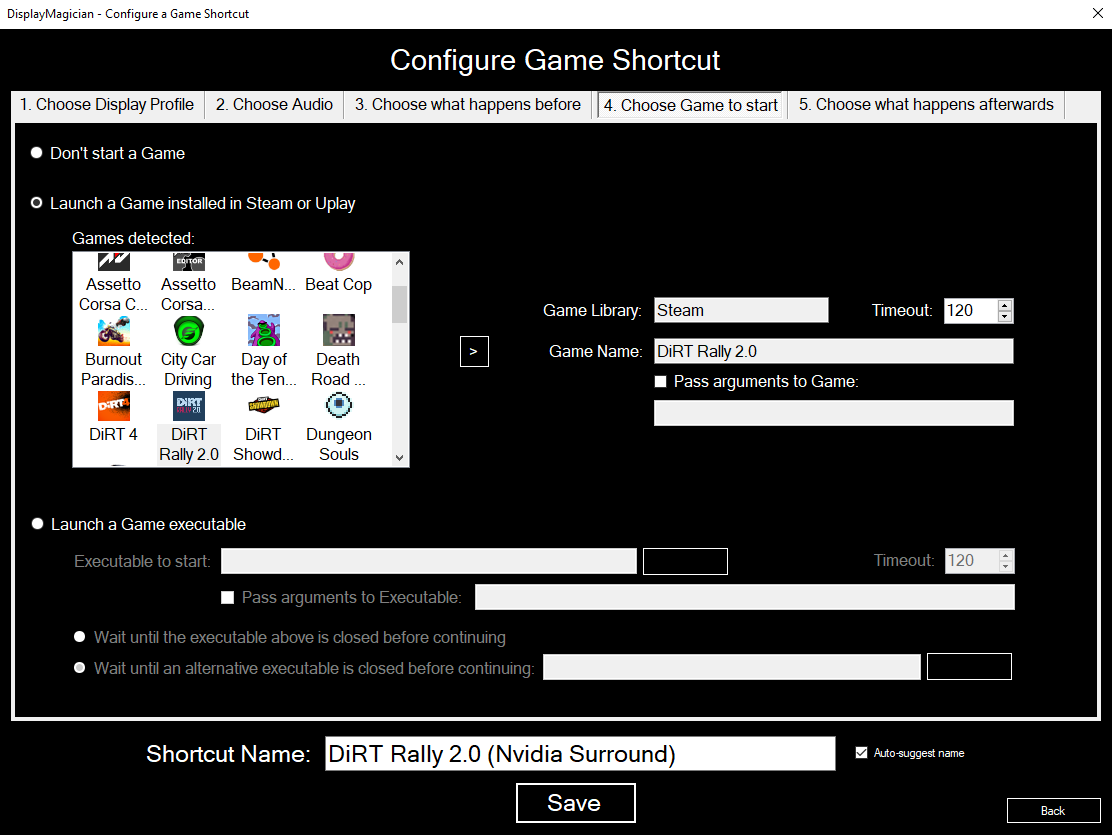 DisplayMagician - Configure a Game Shortcut
Configure Game Shortcut
1. Choose Display Profile
2. Choose Audio
3. Choose what happens before
4. Choose Game to start
5. Choose what happens afterwards
Don't start a Game
Launch a Game installed in Steam or Uplay
Games detected:
EDITOR
Assetto
Corsa C...
Assetto
Corsa...
BeamN...
Beat Cop
Burnout
Paradis...
City Car
Driving
Day of
the Ten...
Death
Road ...
DiRT 4
DiRT
Rally 2.0
DiRT
Showd...
Dungeon
Souls
>
Game Library:
Steam
Timeout:
120
Game Name:
DiRT Rally 2.0
Pass arguments to Game:
Launch a Game executable
Executable to start:
Timeout:
120
Pass arguments to Executable:
Wait until the executable above is closed before continuing
Wait until an alternative executable is closed before continuing:
Shortcut Name:
DiRT Rally 2.0 (Nvidia Surround)
Auto-suggest name
Save
Back